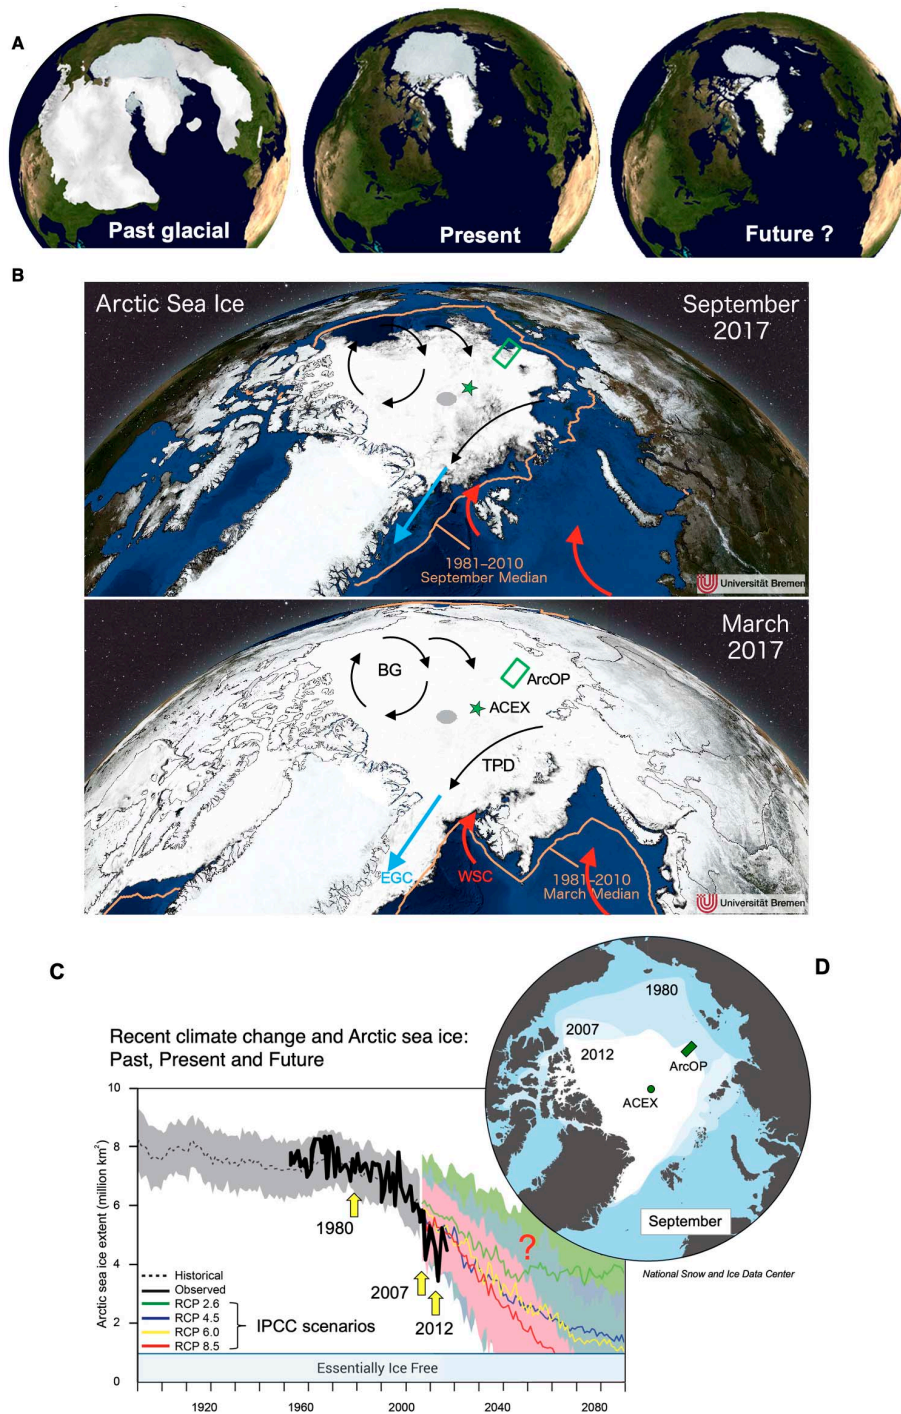 A
Past glacial
Present
Future ?
B
Arctic Sea Ice
September
2017
1981–2010
September Median
Universität Bremen
March
2017
BG
ArcOP
ACEX
TPD
EGC
WSC
1981–2010
March Median
Universität Bremen
C
D
Recent climate change and Arctic sea ice:
Past, Present and Future
Arctic sea ice extent (million km²)
10
8
6
4
2
0
1980
2007
2012
?
Historical
Observed
RCP 2.6
RCP 4.5
RCP 6.0
RCP 8.5
IPCC scenarios
Essentially Ice Free
1920
1960
2000
2040
2080
1980
2007
2012
ArcOP
ACEX
September
National Snow and Ice Data Center